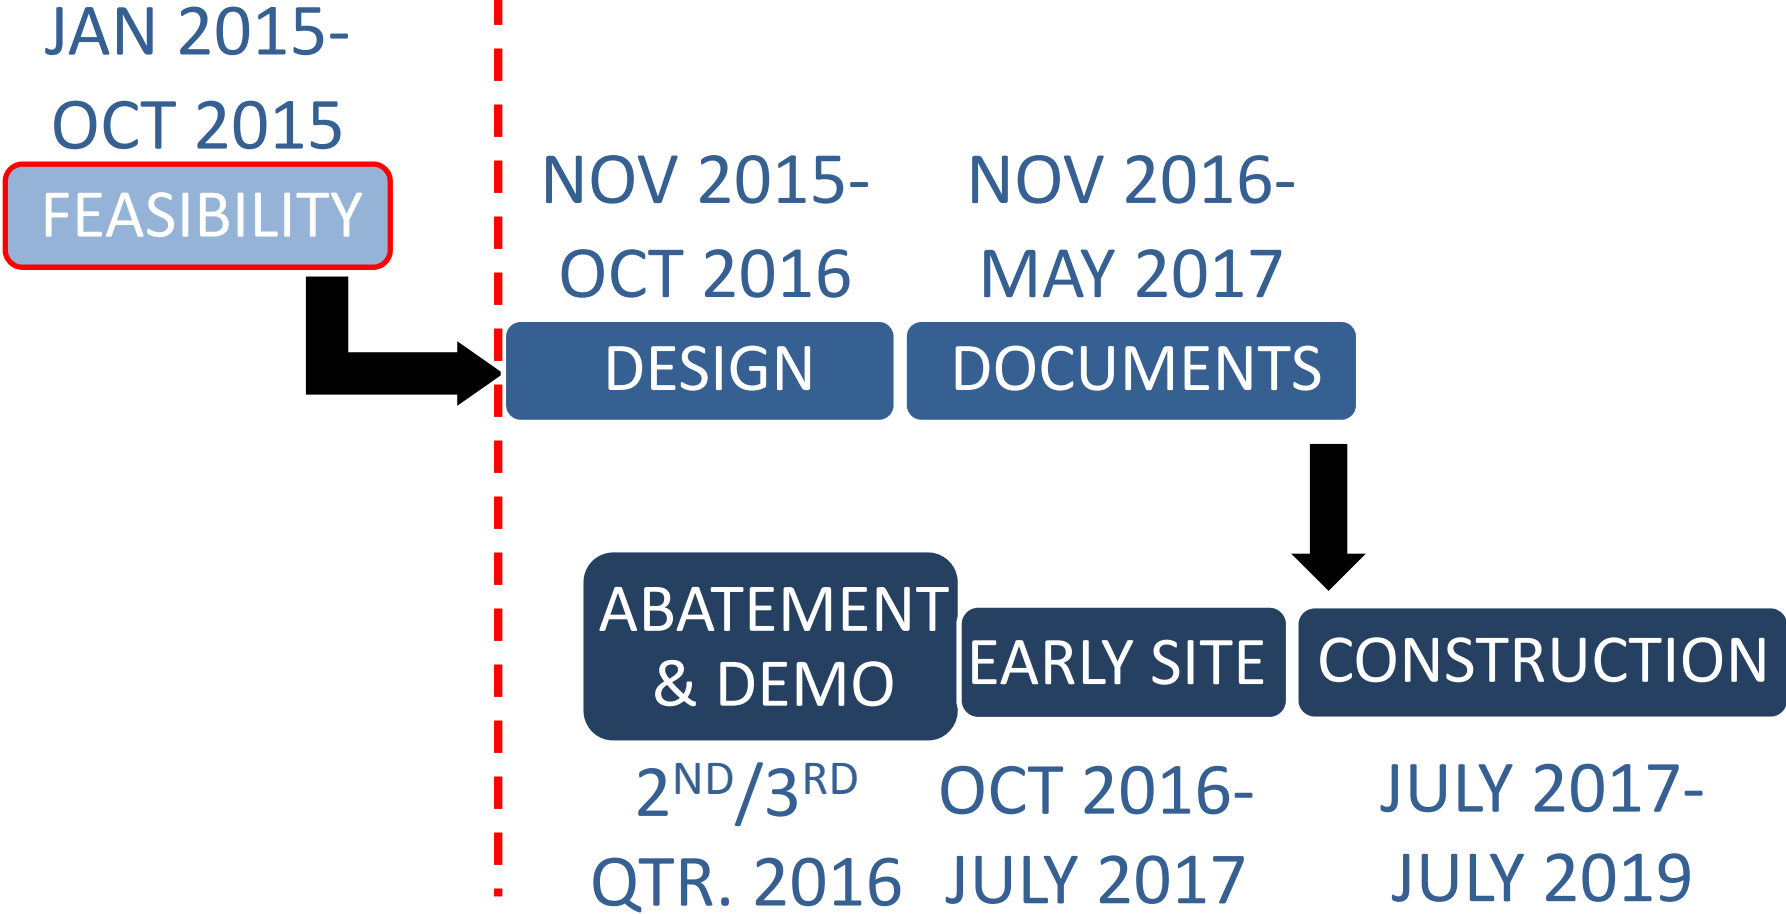 JAN 2015-
OCT 2015
FEASIBILITY
NOV 2015-
OCT 2016
DESIGN
NOV 2016-
MAY 2017
DOCUMENTS
ABATEMENT
& DEMO
2ND/3RD
QTR. 2016
EARLY SITE
OCT 2016-
JULY 2017
CONSTRUCTION
JULY 2017-
JULY 2019